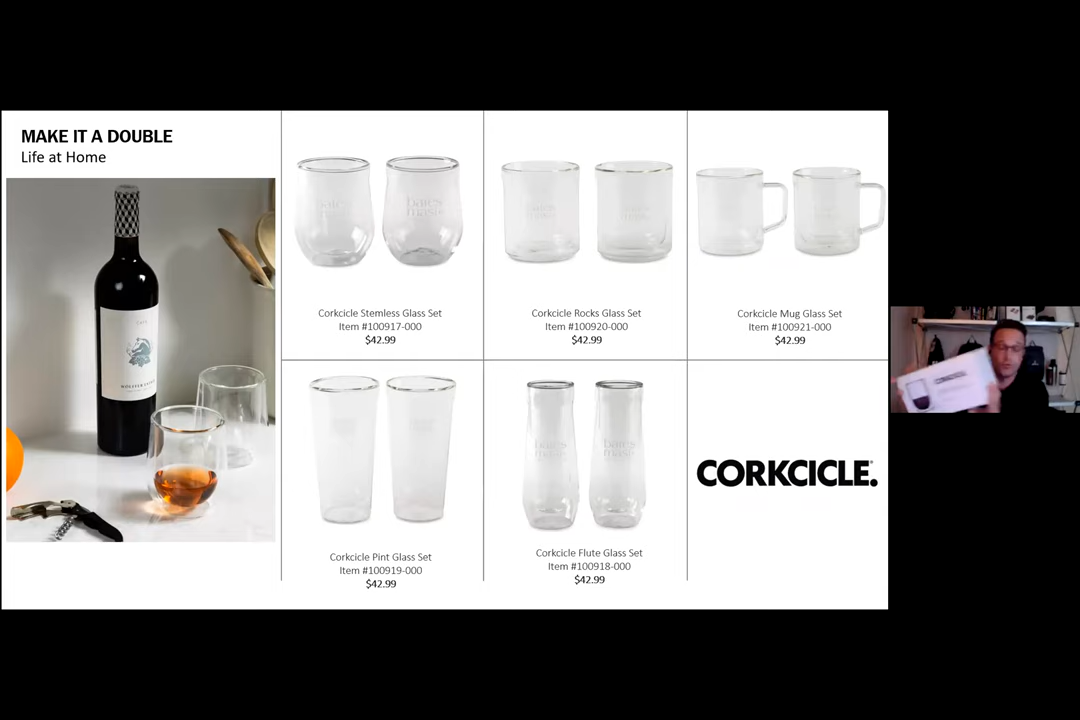 MAKE IT A DOUBLE
Life at Home
Corkcicle Stemless Glass Set
Item #100917-000
$42.99
Corkcicle Rocks Glass Set
Item #100920-000
$42.99
Corkcicle Mug Glass Set
Item #100921-000
$42.99
Corkcicle Pint Glass Set
Item #100919-000
$42.99
Corkcicle Flute Glass Set
Item #100918-000
$42.99
CORKCICLE.